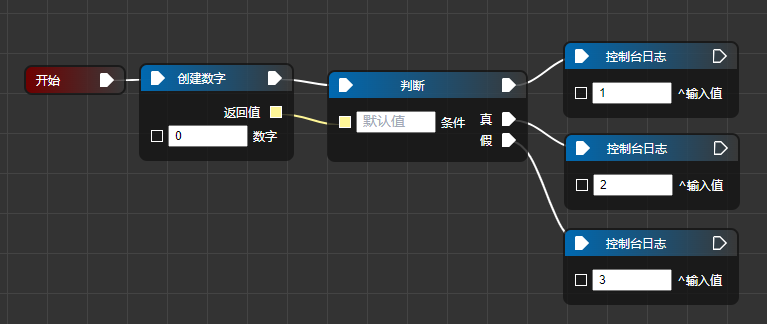 开始
创建数字
返回值
0 数字
判断
默认值 条件
真
假
控制台日志
1 ^输入值
控制台日志
2 ^输入值
控制台日志
3 ^输入值